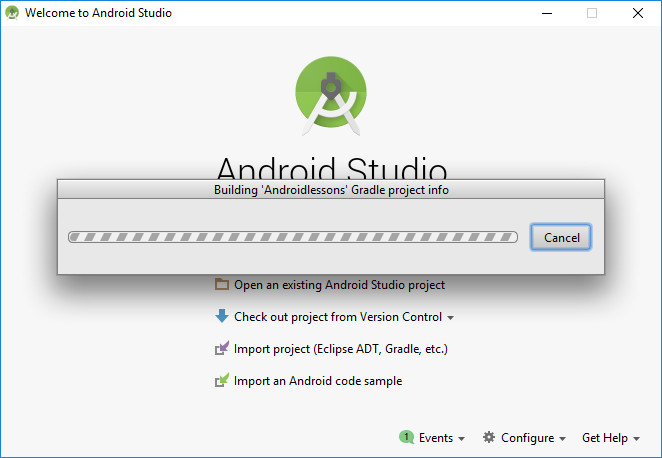 Welcome to Android Studio
Android Studio
Building 'Androidlessons' Gradle project info
Cancel
Open an existing Android Studio project
Check out project from Version Control
Import project (Eclipse ADT, Gradle, etc.)
Import an Android code sample
1 Events Configure Get Help